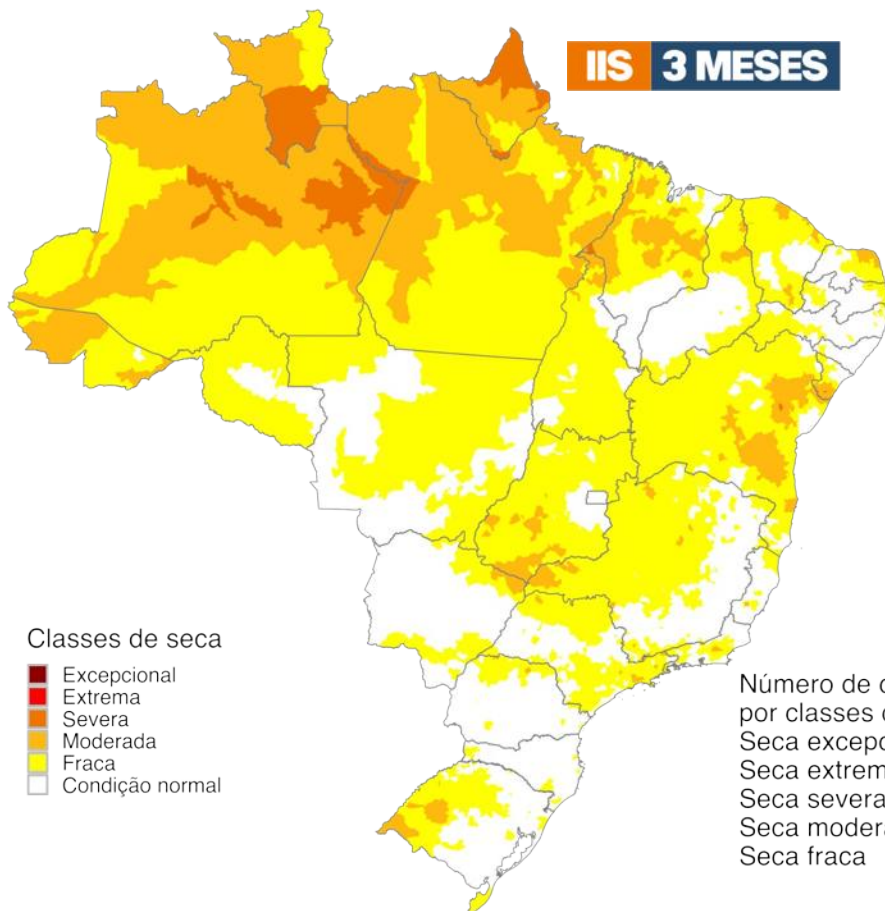 IIS 3 MESES
Classes de seca
Excepcional
Extrema
Severa
Moderada
Fraca
Condição normal
Número de
por classes
Seca
Seca
Seca severa
Seca
Seca fraca